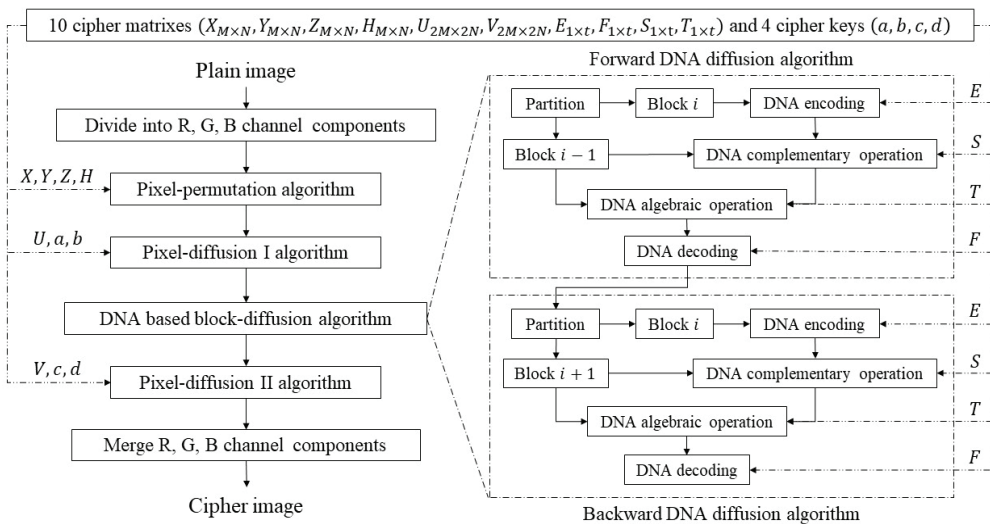 10 cipher matrixes (X_{M×N}, Y_{M×N}, Z_{M×N}, H_{M×N}, U_{2M×2N}, V_{2M×2N}, E_{1×t}, F_{1×t}, S_{1×t}, T_{1×t}) and 4 cipher keys (a, b, c, d)
Plain image
Divide into R, G, B channel components
X, Y, Z, H
Pixel-permutation algorithm
U, a, b
Pixel-diffusion I algorithm
DNA based block-diffusion algorithm
V, c, d
Pixel-diffusion II algorithm
Merge R, G, B channel components
Cipher image
Forward DNA diffusion algorithm
Partition
Block i
DNA encoding
E
Block i − 1
DNA complementary operation
S
DNA algebraic operation
T
DNA decoding
F
Partition
Block i
DNA encoding
E
Block i + 1
DNA complementary operation
S
DNA algebraic operation
T
DNA decoding
F
Backward DNA diffusion algorithm